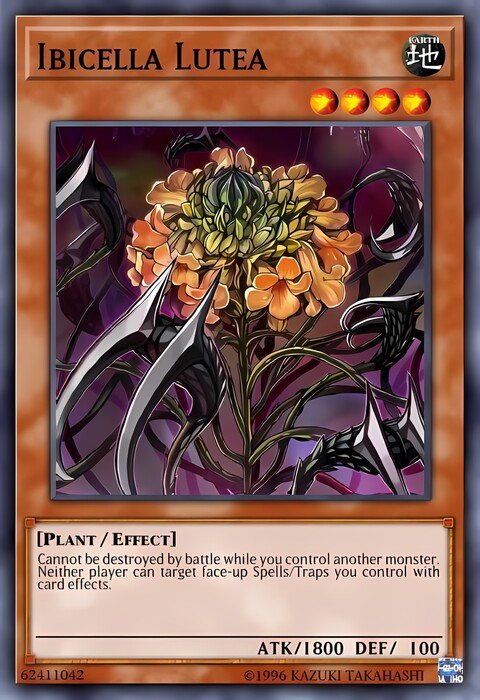 Ibicella Lutea
EARTH
地
[Plant / Effect]
Cannot be destroyed by battle while you control another monster.
Neither player can target face-up Spells/Traps you control with
card effects.
ATK/1800 DEF/ 100
62411042
©1996 KAZUKI TAKAHASHI